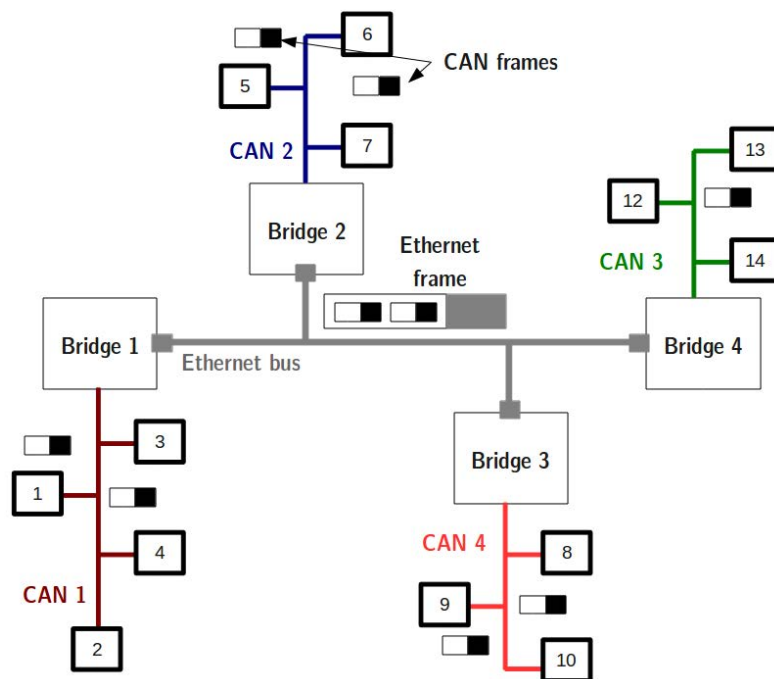 6
CAN frames
5
CAN 2
7
13
12
Bridge 2
Ethernet
frame
CAN 3
14
Bridge 1
Ethernet bus
Bridge 4
3
Bridge 3
1
4
CAN 4
8
CAN 1
9
2
10